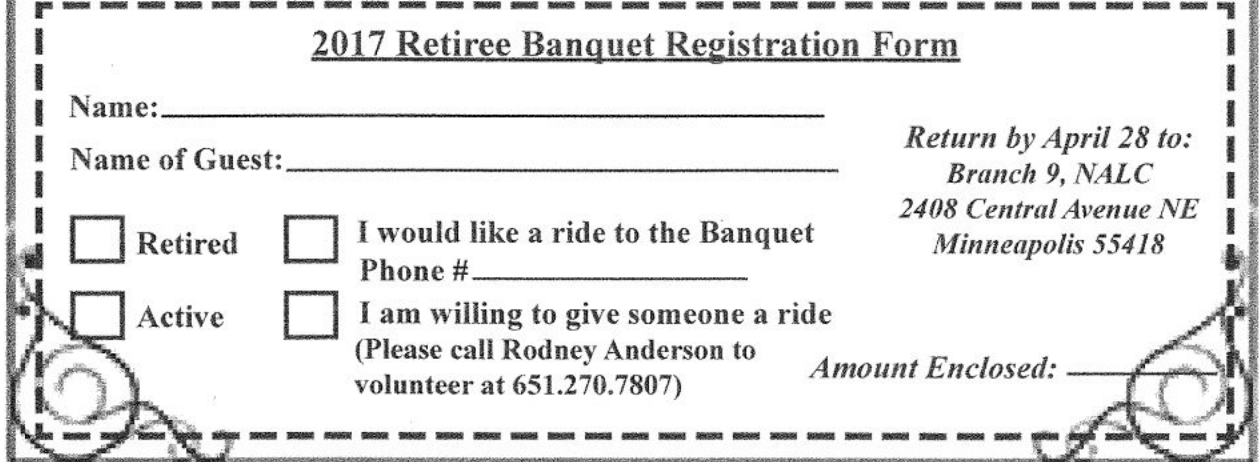 2017 Retiree Banquet Registration Form
Name:
Name of Guest:
Return by April 28 to:
Branch 9, NALC
2408 Central Avenue NE
Minneapolis 55418
Retired
Active
I would like a ride to the Banquet
Phone #
I am willing to give someone a ride
(Please call Rodney Anderson to
volunteer at 651.270.7807)
Amount Enclosed: